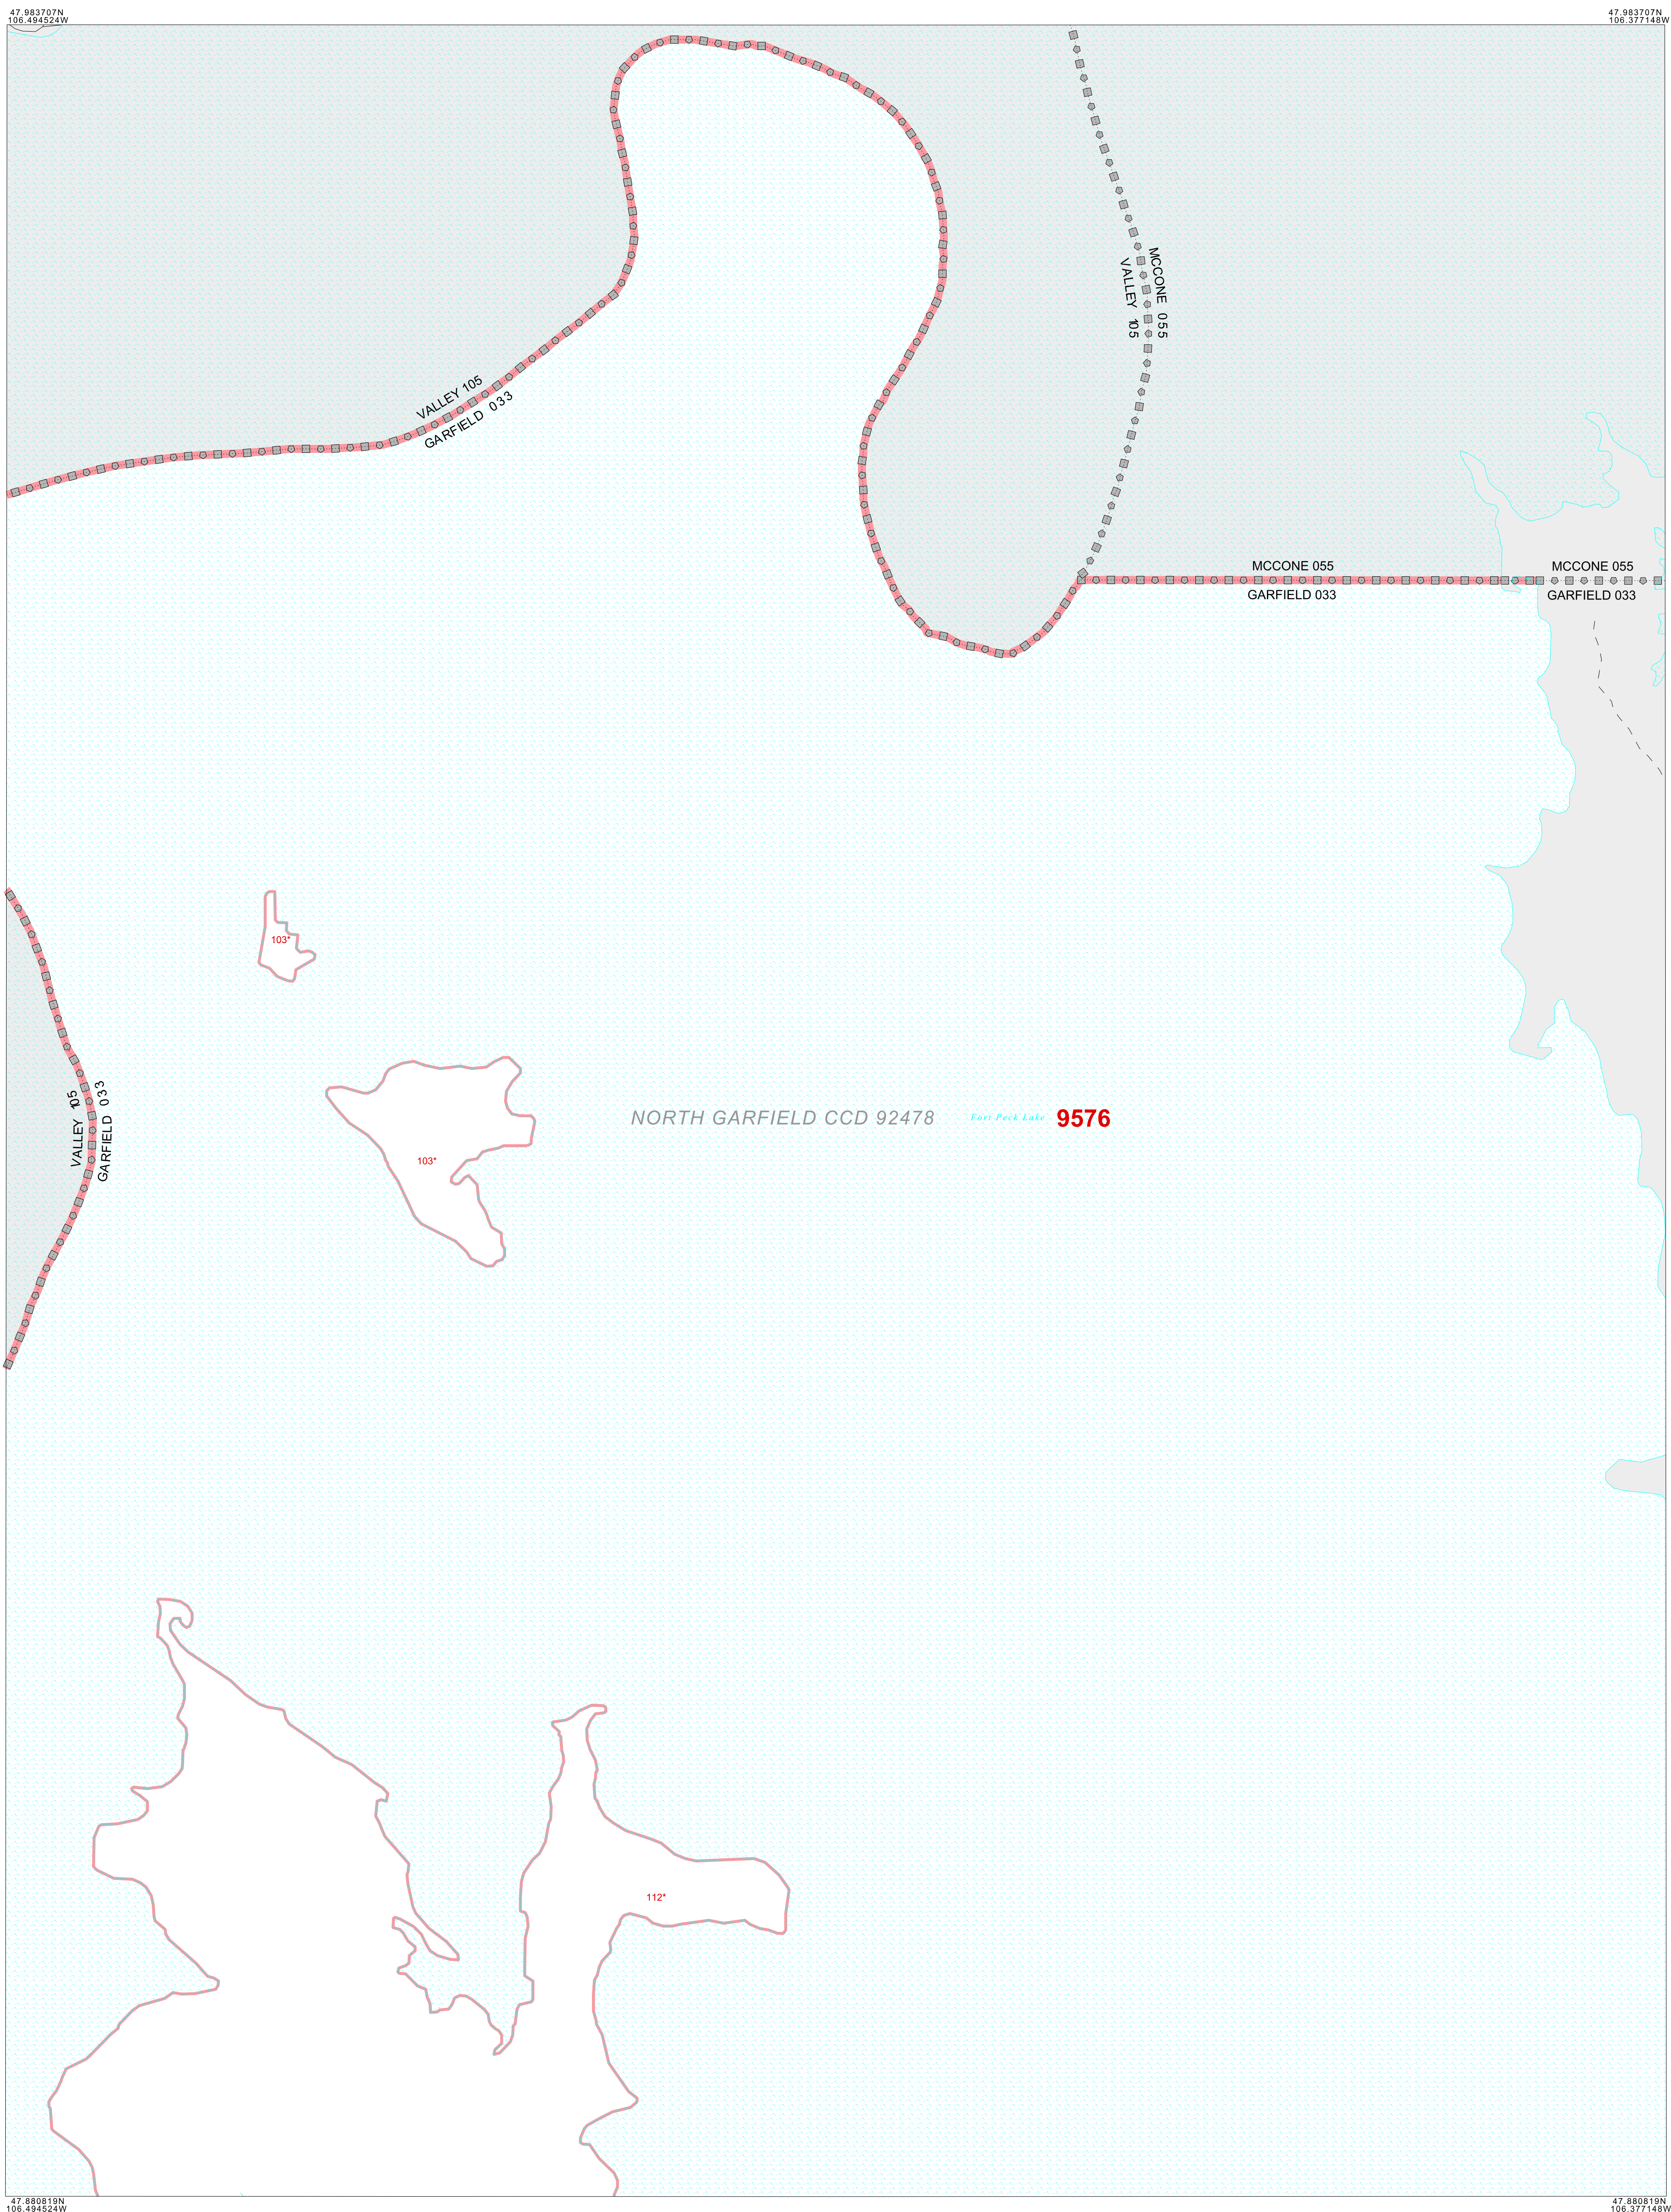 47.983707N
106.494524W
47.983707N
106.377148W
MCCONE 055
VALLEY 105
VALLEY 105
GARFIELD 033
MCCONE 055
GARFIELD 033
MCCONE 055
GARFIELD 033
103*
VALLEY 105
GARFIELD 033
NORTH GARFIELD CCD 92478
Fort Peck Lake
9576
103*
112*
47.880819N
106.494524W
47.880819N
106.377148W